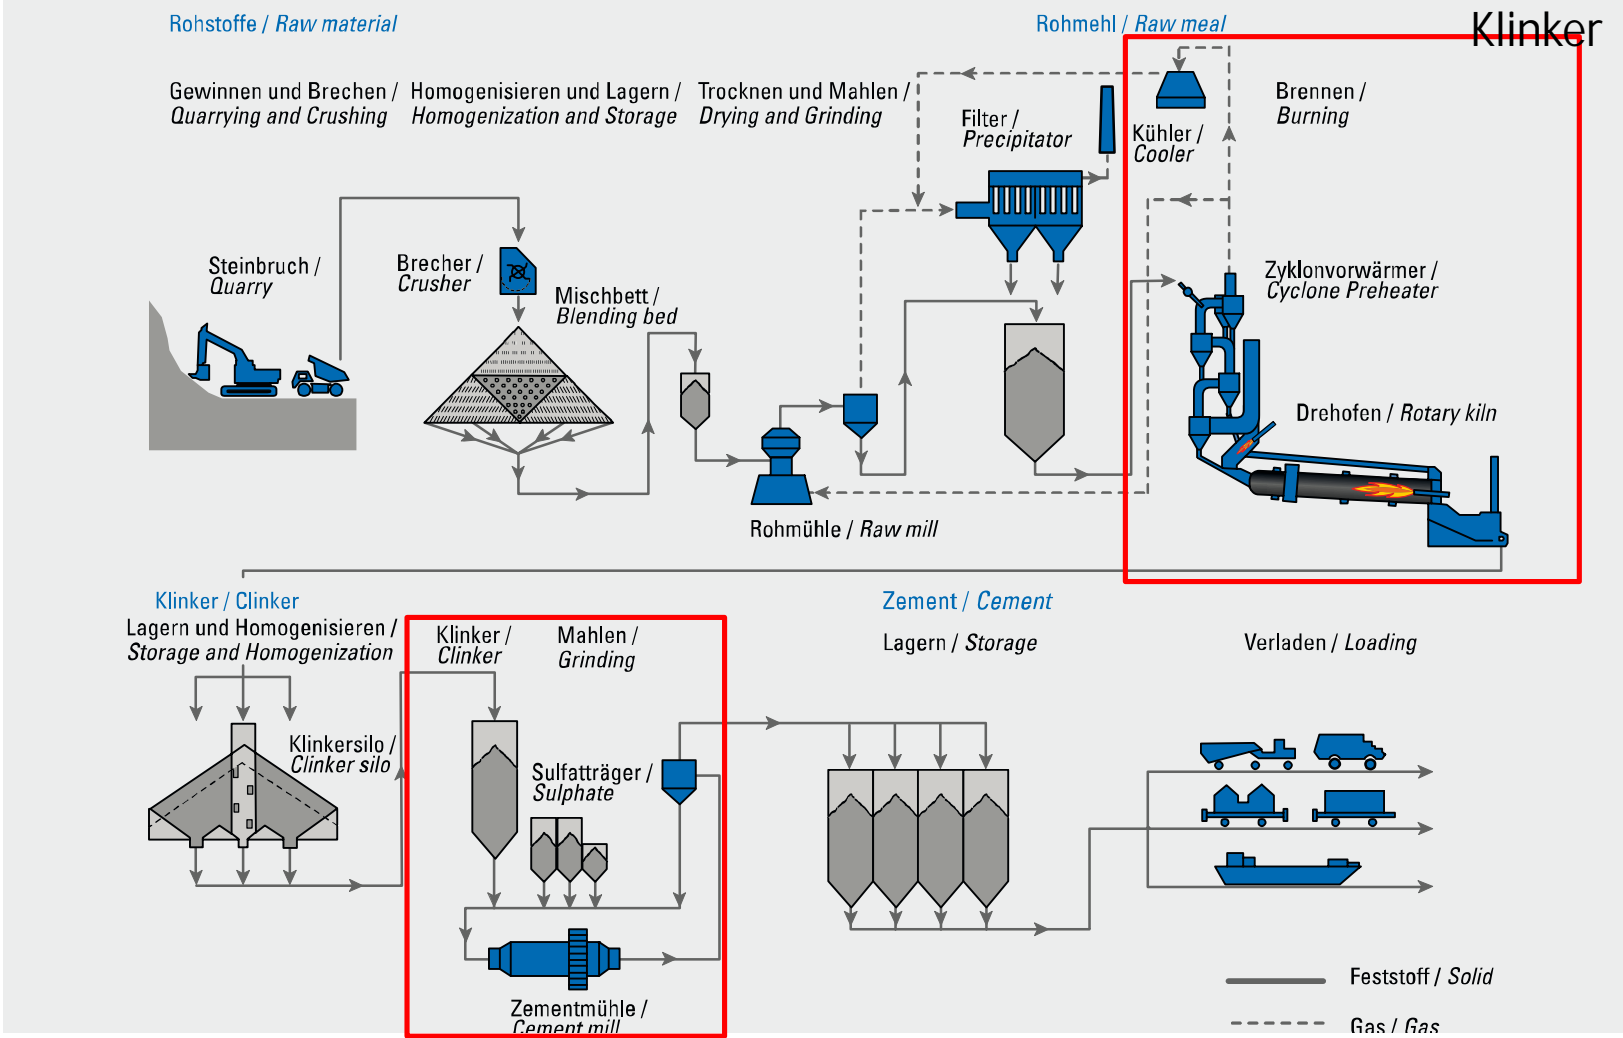 Klinker
Rohstoffe / Raw material
Rohmehl / Raw meal
Gewinnen und Brechen /
Quarrying and Crushing
Homogenisieren und Lagern /
Homogenization and Storage
Trocknen und Mahlen /
Drying and Grinding
Filter /
Precipitator
Kühler /
Cooler
Brennen /
Burning
Steinbruch /
Quarry
Brecher /
Crusher
Mischbett /
Blending bed
Zyklonvorwärmer /
Cyclone Preheater
Drehofen / Rotary kiln
Rohmühle / Raw mill
Klinker / Clinker
Lagern und Homogenisieren /
Storage and Homogenization
Klinker /
Clinker
Mahlen /
Grinding
Zement / Cement
Lagern / Storage
Verladen / Loading
Klinkersilo /
Clinker silo
Sulfatträger /
Sulphate
Zementmühle /
Cement mill
Feststoff / Solid
Gas / Gas